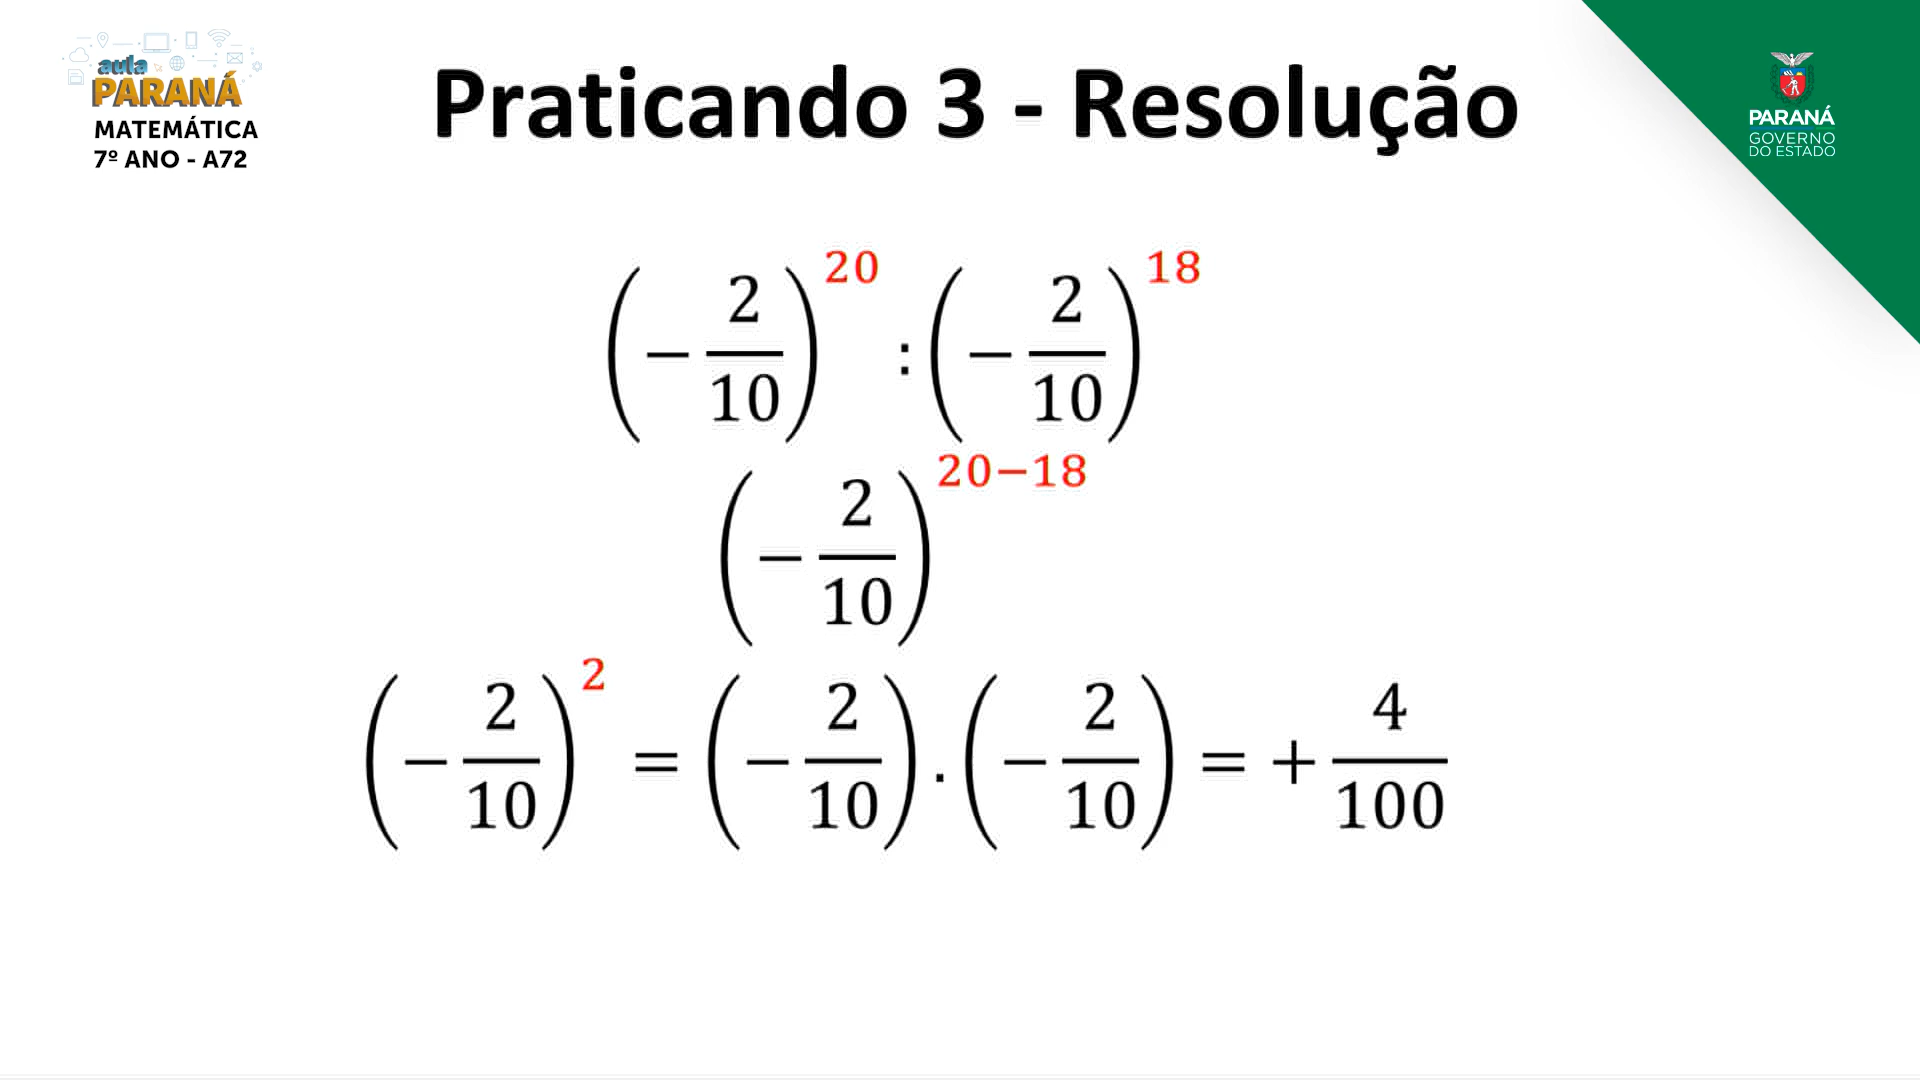 aula
PARANÁ
MATEMÁTICA
7º ANO - A72
Praticando 3 - Resolução
PARANÁ
GOVERNO
DO ESTADO
(− 2/10)^20 : (− 2/10)^18
(− 2/10)^20−18
(− 2/10)^2 = (− 2/10) . (− 2/10) = + 4/100